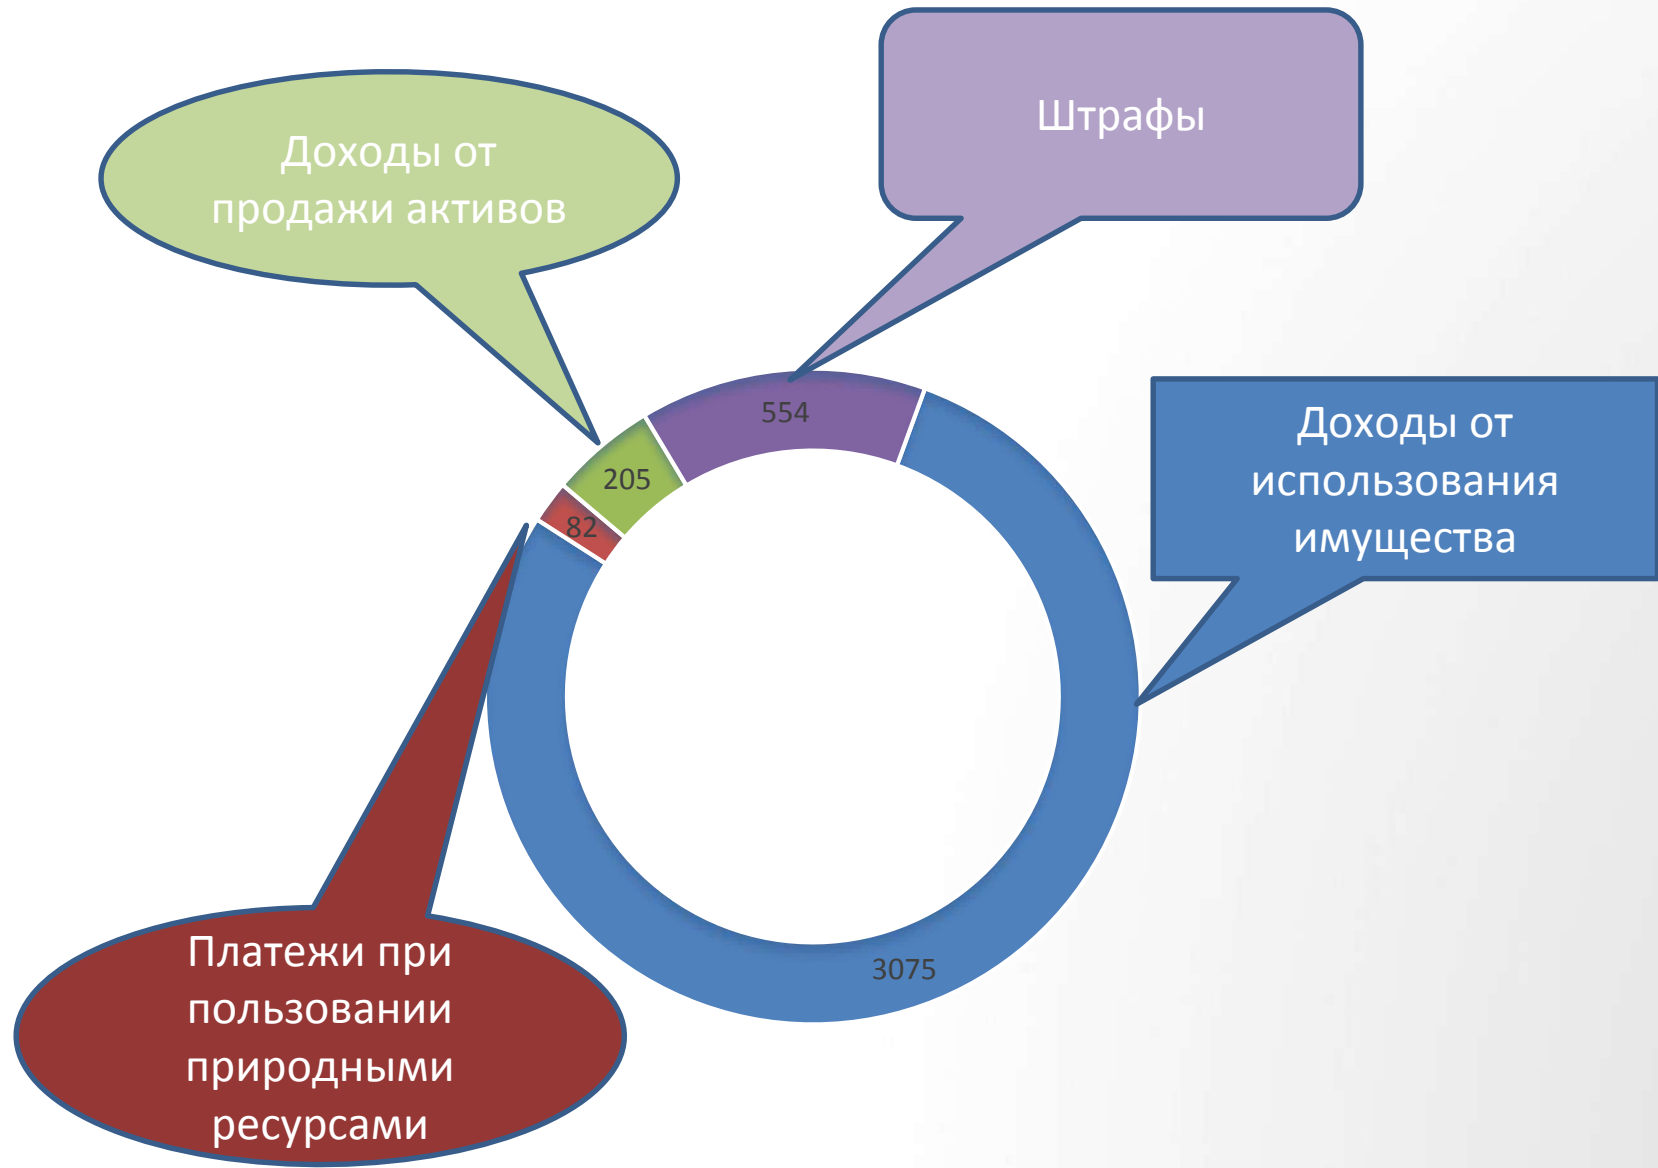 Штрафы
Доходы от
продажи активов
554
Доходы от
использования
имущества
205
82
Платежи при
пользовании
природными
ресурсами
3075